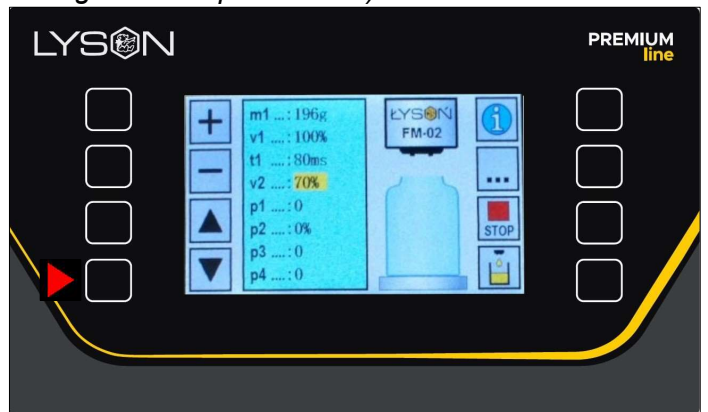 LYSON
PREMIUM
line
m1 ...: 196g
v1 ....: 100%
t1 ....: 80ms
v2 ....: 70%
p1 ....: 0
p2 ....: 0%
p3 ....: 0
p4 ....: 0
ŁYSOŃ
FM-02
STOP